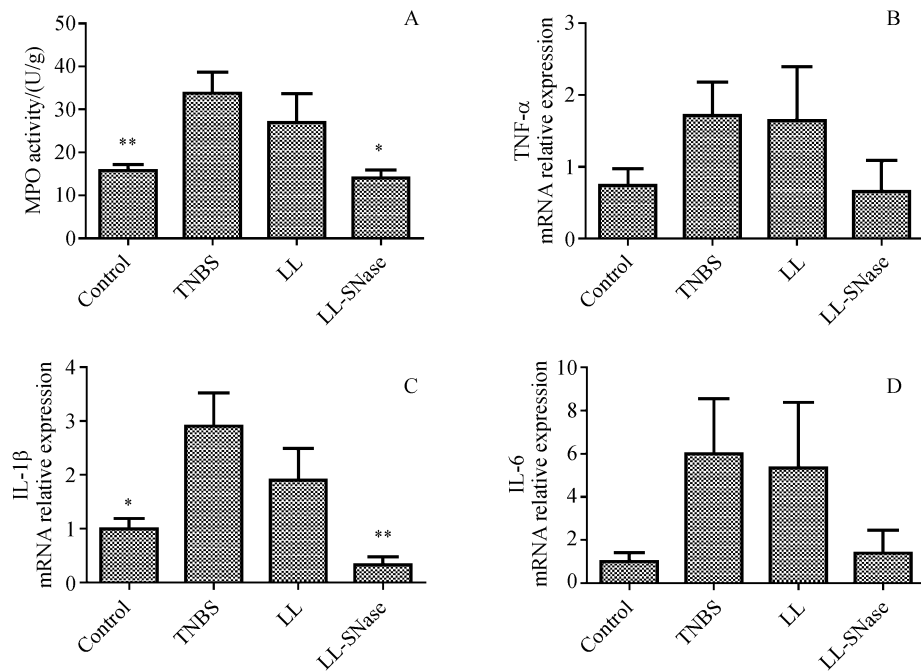 A
MPO activity/(U/g)
50
40
30
20
10
0
**
*
Control
TNBS
LL
LL-SNase
B
TNF-α
mRNA relative expression
3
2
1
0
Control
TNBS
LL
LL-SNase
C
IL-1β
mRNA relative expression
4
3
2
1
0
*
**
Control
TNBS
LL
LL-SNase
D
IL-6
mRNA relative expression
10
8
6
4
2
0
Control
TNBS
LL
LL-SNase